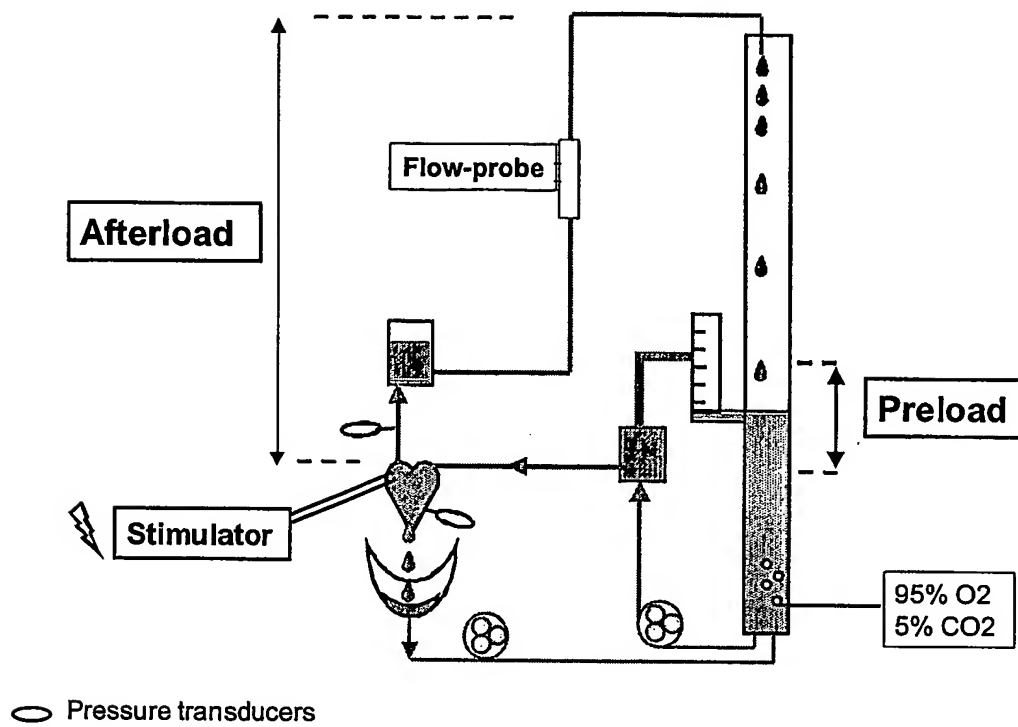 Flow-probe
Afterload
Preload
Stimulator
95% O2
5% CO2
Pressure transducers